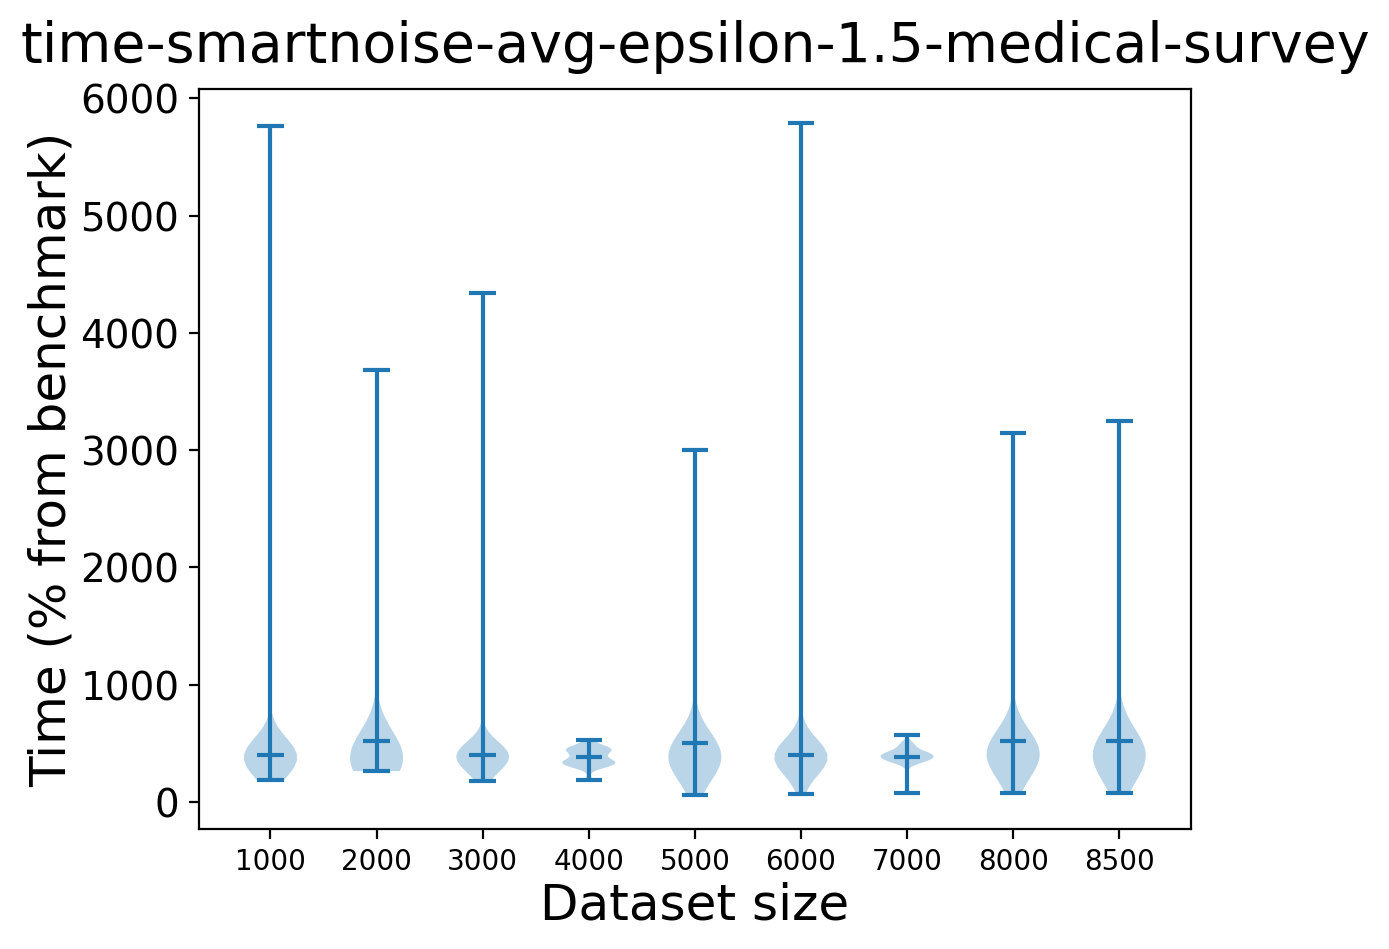 time-smartnoise-avg-epsilon-1.5-medical-survey
Time (% from benchmark)
6000
5000
4000
3000
2000
1000
0
1000 2000 3000 4000 5000 6000 7000 8000 8500
Dataset size